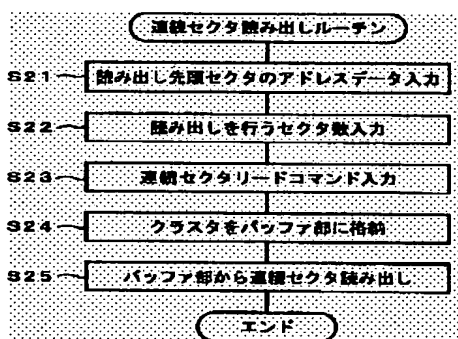 連続セクタ読み出しルーチン
S21 読み出し先頭セクタのアドレスデータ入力
S22 読み出しを行うセクタ数入力
S23 連続セクタリードコマンド入力
S24 クラスタをバッファ部に格納
S25 バッファ部から連続セクタ読み出し
エンド